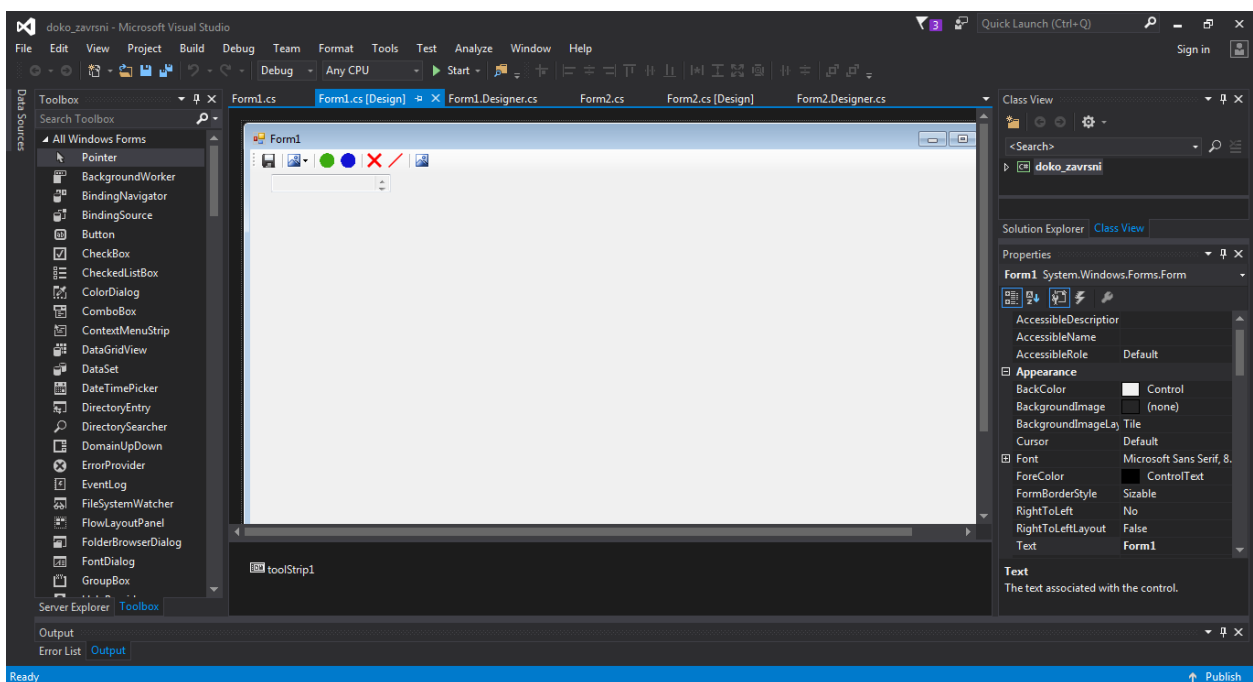 doko_zavrsni - Microsoft Visual Studio
3
Quick Launch (Ctrl+Q)
File Edit View Project Build Debug Team Format Tools Test Analyze Window Help
Sign in
Debug Any CPU Start
Data Sources
Toolbox
Search Toolbox
All Windows Forms
Pointer
BackgroundWorker
BindingNavigator
BindingSource
Button
CheckBox
CheckedListBox
ColorDialog
ComboBox
ContextMenuStrip
DataGridView
DataSet
DateTimePicker
DirectoryEntry
DirectorySearcher
DomainUpDown
ErrorProvider
EventLog
FileSystemWatcher
FlowLayoutPanel
FolderBrowserDialog
FontDialog
GroupBox
Server Explorer Toolbox
Form1.cs Form1.cs [Design] Form1.Designer.cs Form2.cs Form2.cs [Design] Form2.Designer.cs
Form1
toolStrip1
Class View
<Search>
C# doko_zavrsni
Solution Explorer Class View
Properties
Form1 System.Windows.Forms.Form
AccessibleDescription
AccessibleName
AccessibleRole Default
Appearance
BackColor Control
BackgroundImage (none)
BackgroundImageLay Tile
Cursor Default
Font Microsoft Sans Serif, 8.
ForeColor ControlText
FormBorderStyle Sizable
RightToLeft No
RightToLeftLayout False
Text Form1
Text
The text associated with the control.
Output
Error List Output
Ready
Publish